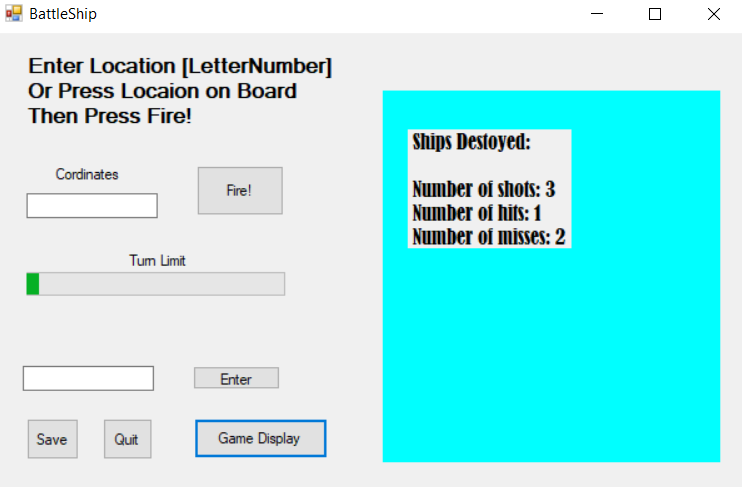 BattleShip
Enter Location [LetterNumber]
Or Press Locaion on Board
Then Press Fire!
Cordinates
Fire!
Turn Limit
Enter
Save
Quit
Game Display
Ships Destoyed:
Number of shots: 3
Number of hits: 1
Number of misses: 2